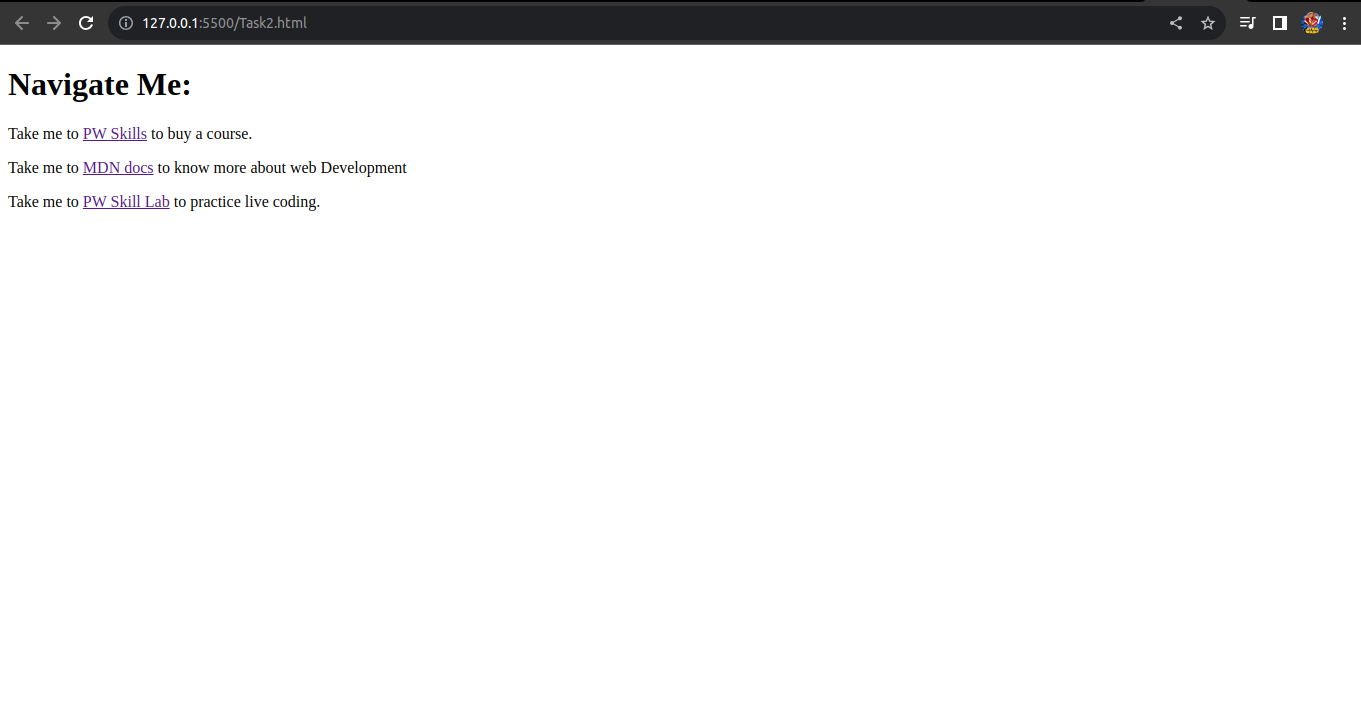 127.0.0.1:5500/Task2.html
Navigate Me:
Take me to PW Skills to buy a course.
Take me to MDN docs to know more about web Development
Take me to PW Skill Lab to practice live coding.